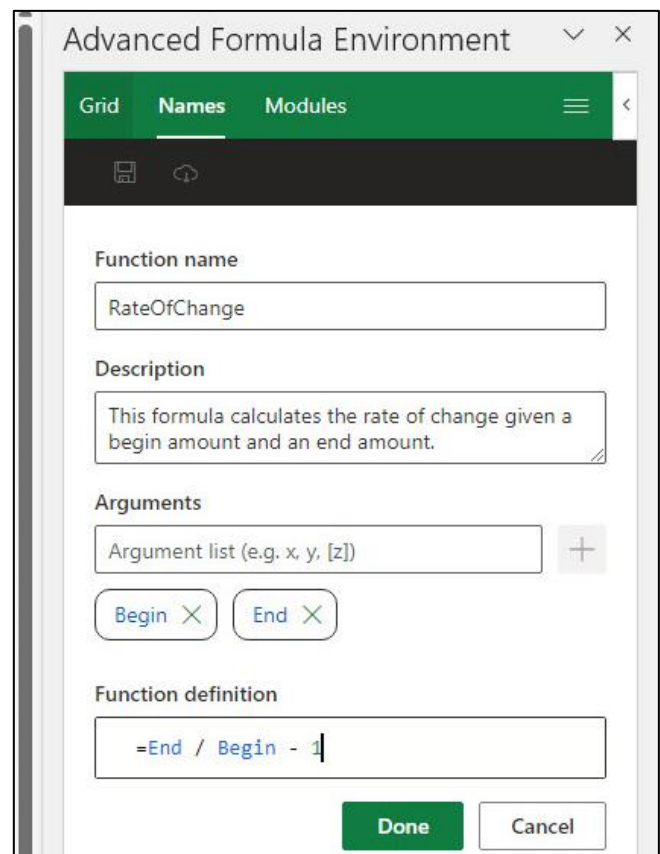 Advanced Formula Environment
Grid Names Modules
Function name
RateOfChange
Description
This formula calculates the rate of change given a
begin amount and an end amount.
Arguments
Argument list (e.g. x, y, [z])
Begin End
Function definition
=End / Begin - 1
Done Cancel